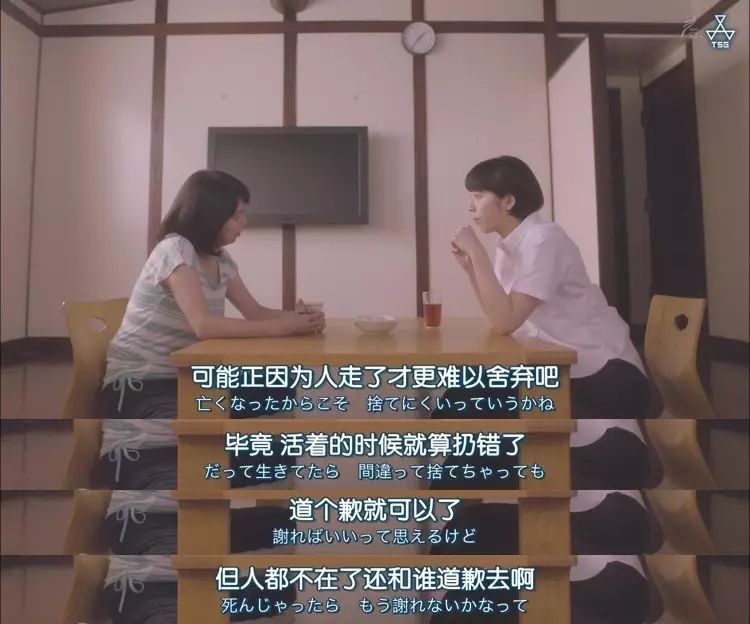 TSG
可能正因为人走了才更难以舍弃吧
亡くなったからこそ 捨てにくいっていうかね
毕竟 活着的时候就算扔错了
だって生きてたら 間違って捨てちゃっても
道个歉就可以了
謝ればいいって思えるけど
但人都不在了还和谁道歉去啊
死んじゃったら もう謝れないかなって